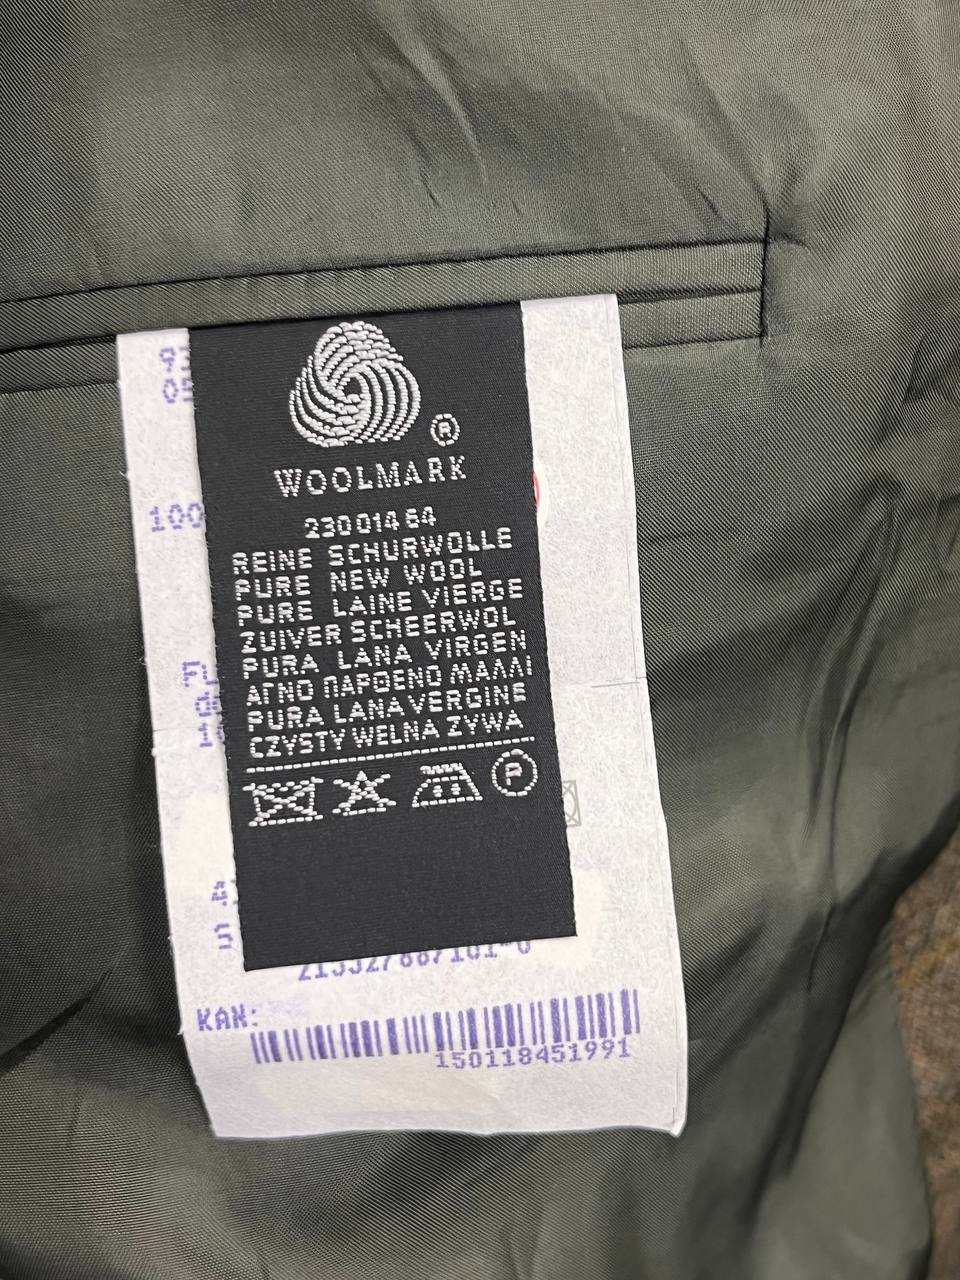 ®
WOOLMARK
230 014 64
REINE SCHURWOLLE
PURE NEW WOOL
PURE LAINE VIERGE
ZUIVER SCHEERWOL
PURA LANA VIRGEN
ΑΓΝΟ ΠΑΡΘΕΝΟ ΜΑΛΛΙ
PURA LANA VERGINE
CZYSTY WELNA ZYWA
P
100
KAN:
150118451991